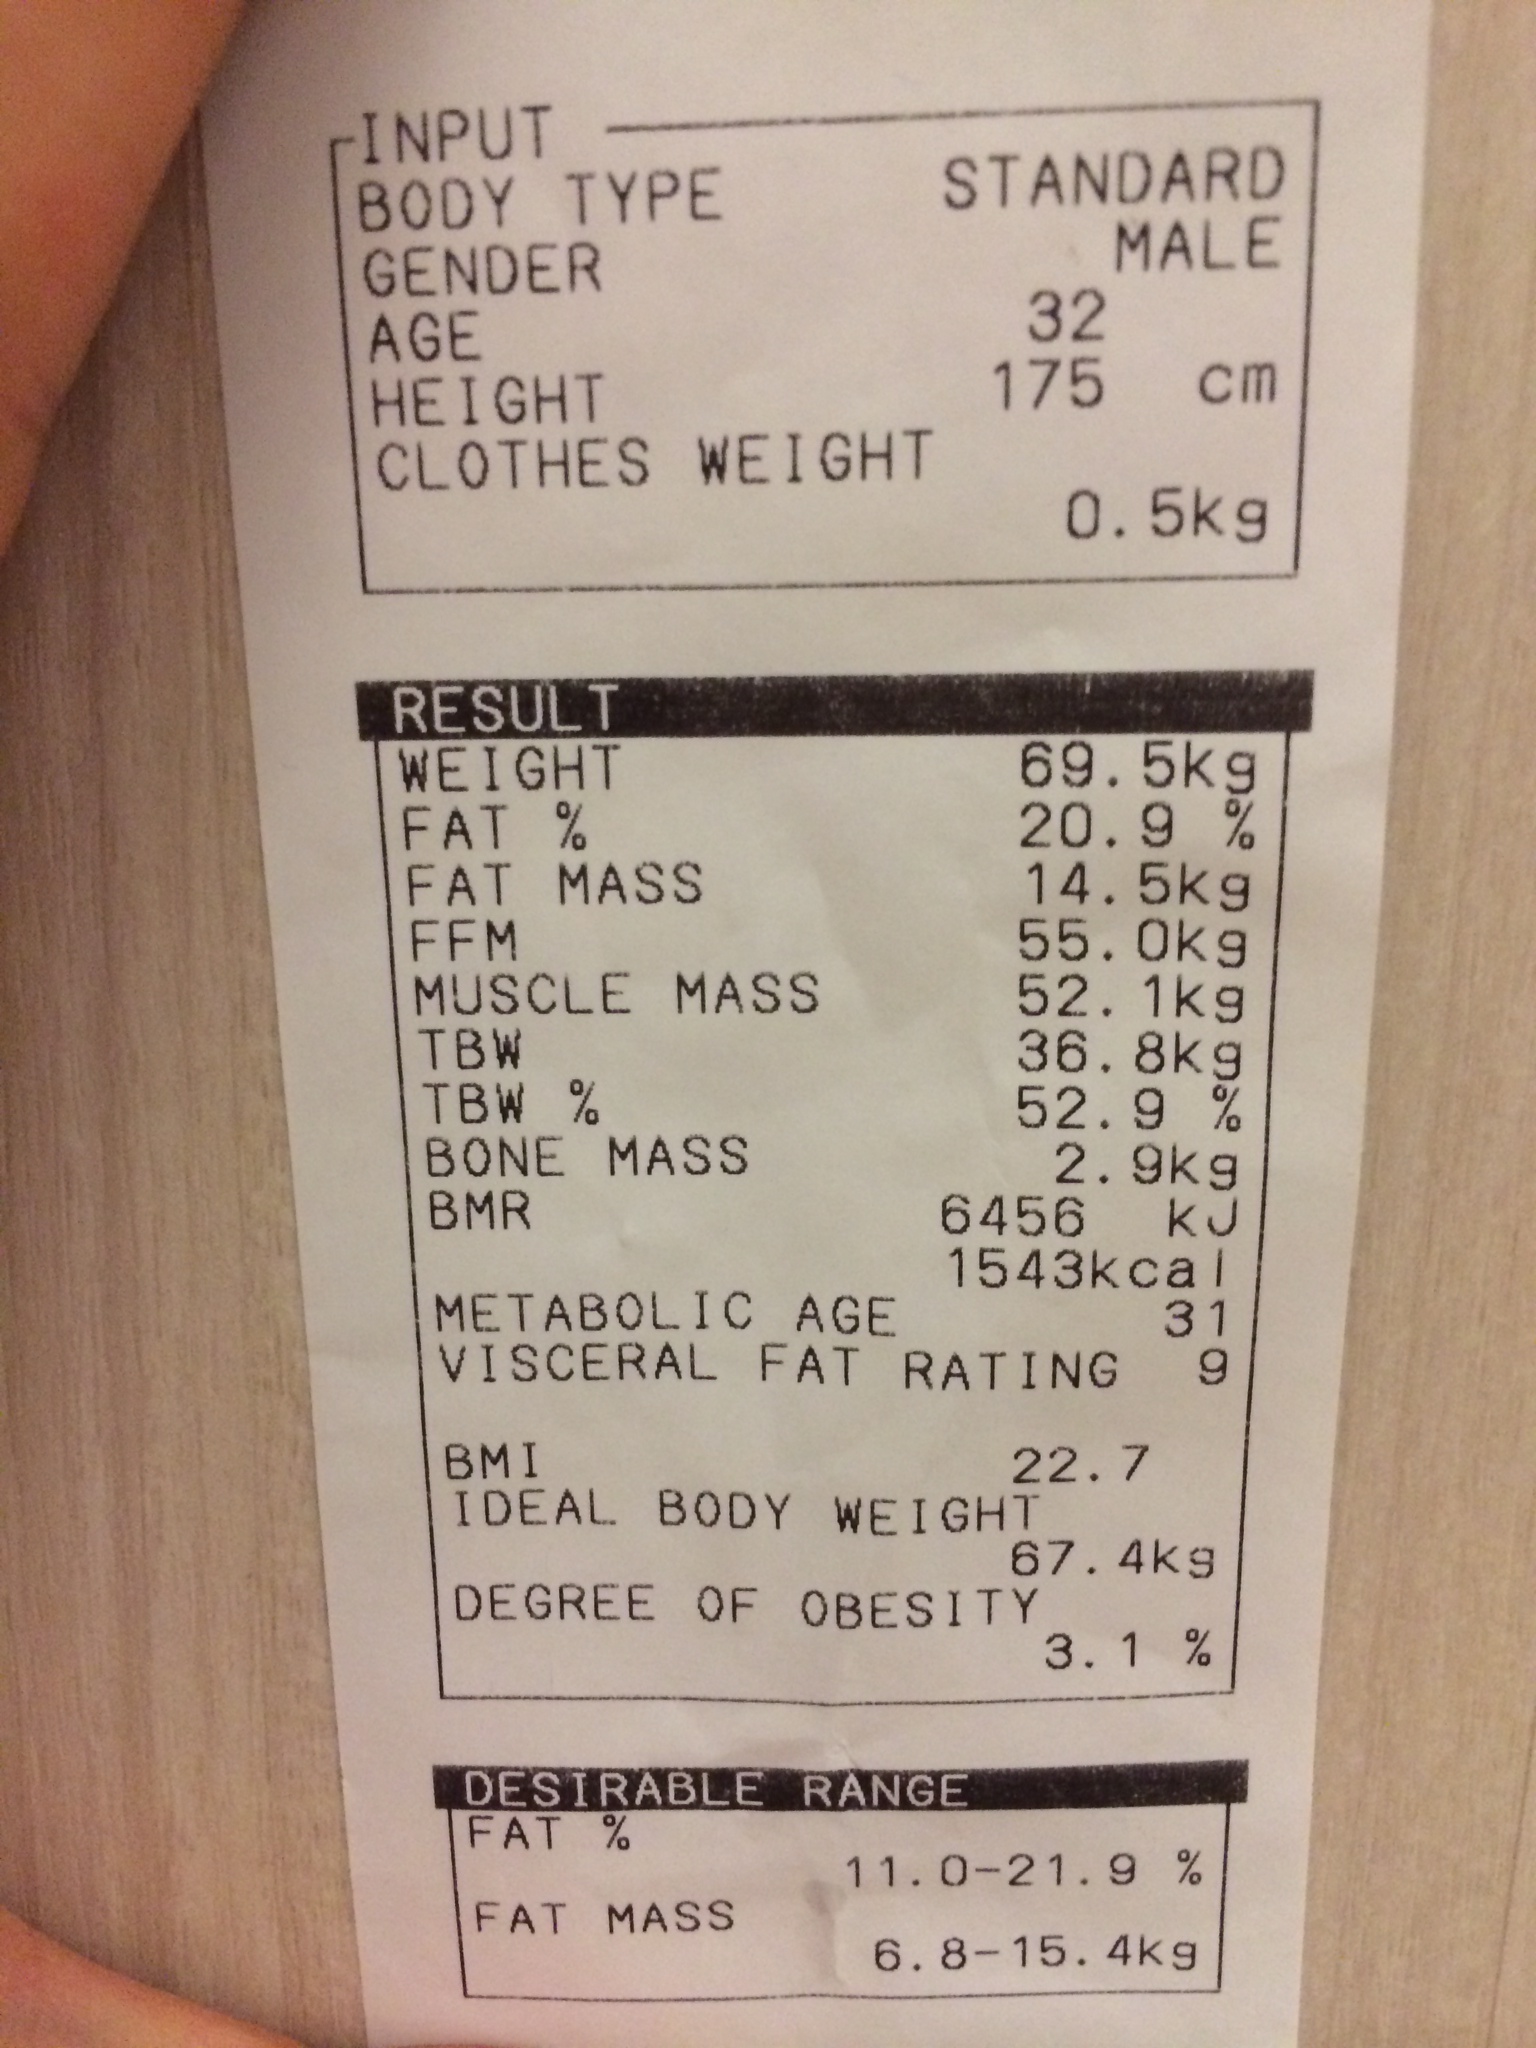 INPUT
BODY TYPE STANDARD
GENDER MALE
AGE 32
HEIGHT 175 cm
CLOTHES WEIGHT
0.5kg
RESULT
WEIGHT 69.5kg
FAT % 20.9 %
FAT MASS 14.5kg
FFM 55.0kg
MUSCLE MASS 52.1kg
TBW 36.8kg
TBW % 52.9 %
BONE MASS 2.9kg
BMR 6456 kJ
1543kcal
METABOLIC AGE 31
VISCERAL FAT RATING 9
BMI 22.7
IDEAL BODY WEIGHT
67.4kg
DEGREE OF OBESITY
3.1 %
DESIRABLE RANGE
FAT %
11.0-21.9 %
FAT MASS
6.8-15.4kg